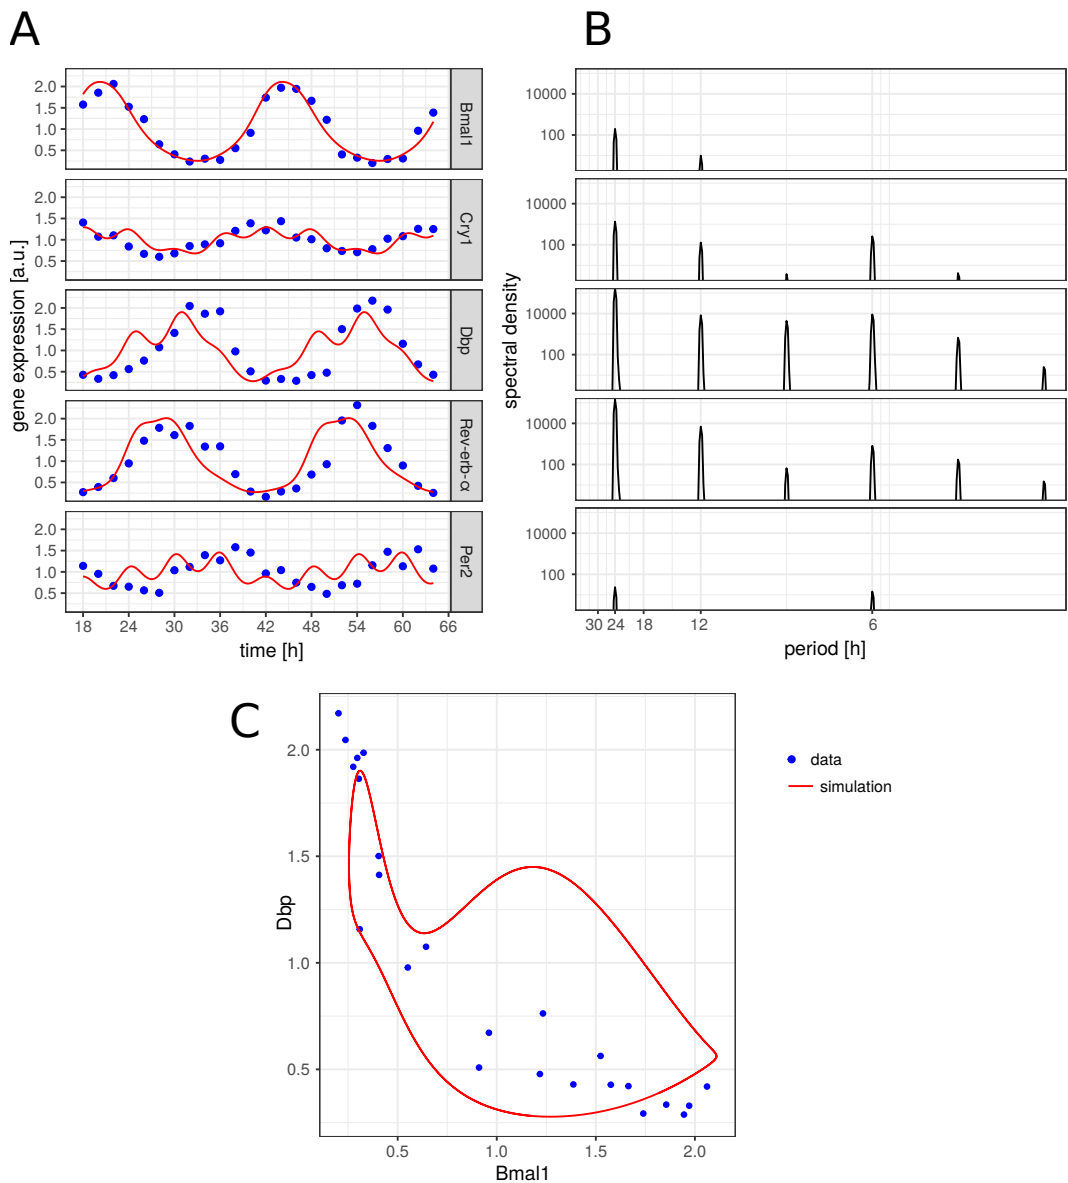 A
B
gene expression [a.u.]
2.0
1.5
1.0
0.5
Bmal1
2.0
1.5
1.0
0.5
Cry1
2.0
1.5
1.0
0.5
Dbp
2.0
1.5
1.0
0.5
Rev-erb-α
2.0
1.5
1.0
0.5
Per2
18 24 30 36 42 48 54 60 66
time [h]
spectral density
10000
100
10000
100
10000
100
10000
100
10000
100
30 24 18 12 6
period [h]
C
Dbp
2.0
1.5
1.0
0.5
0.5 1.0 1.5 2.0
Bmal1
data
simulation